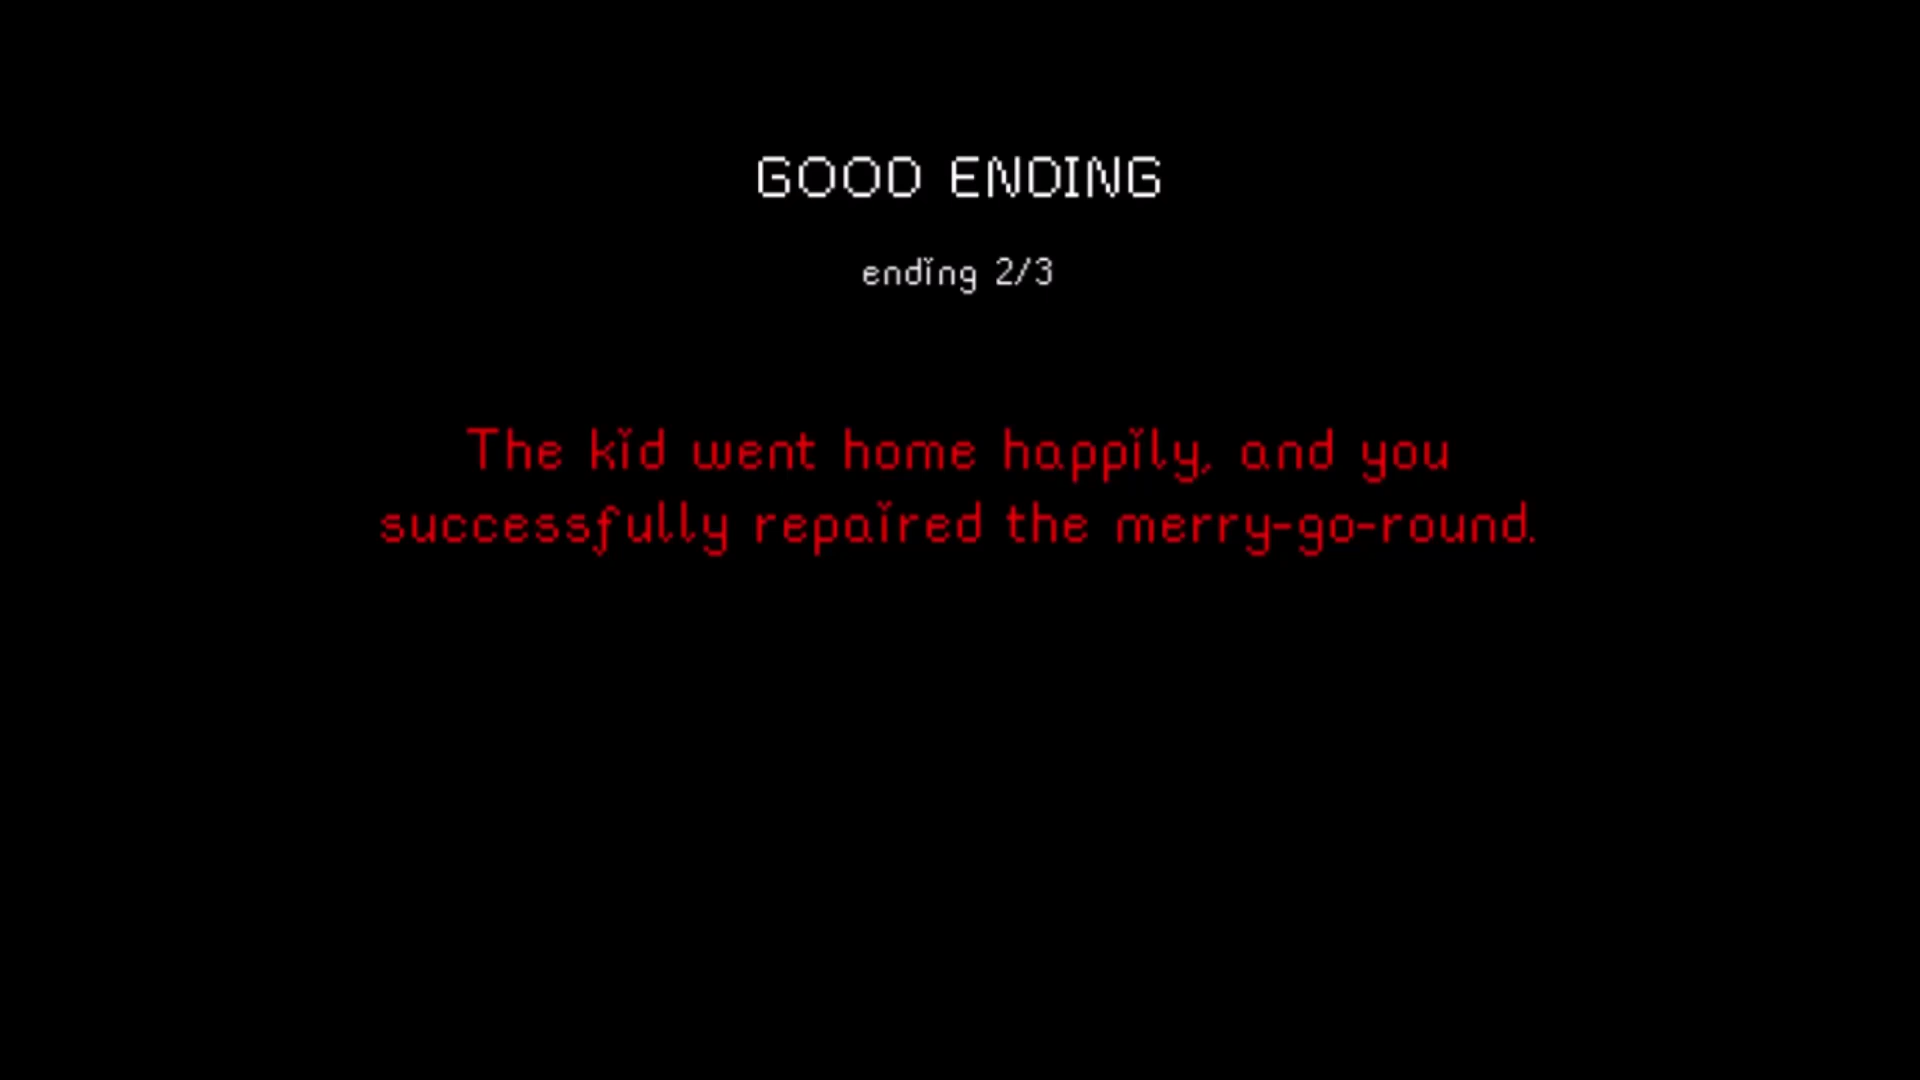 GOOD ENDING
ending 2/3
The kid went home happily, and you
successfully repaired the merry-go-round.